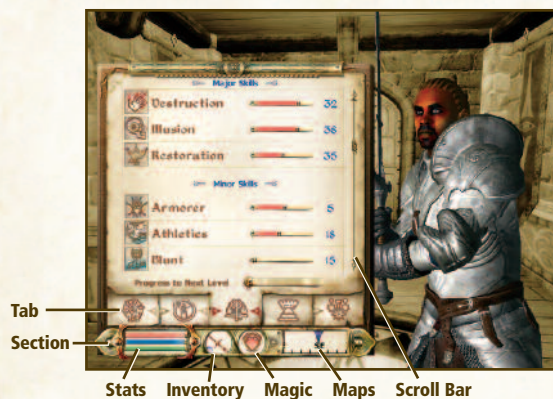 Major Skills
Destruction 32
Illusion 36
Restoration 35
Minor Skills
Armorer 5
Athletics 18
Blunt 15
Progress to Next Level
Tab
Section
Stats Inventory Magic Maps Scroll Bar